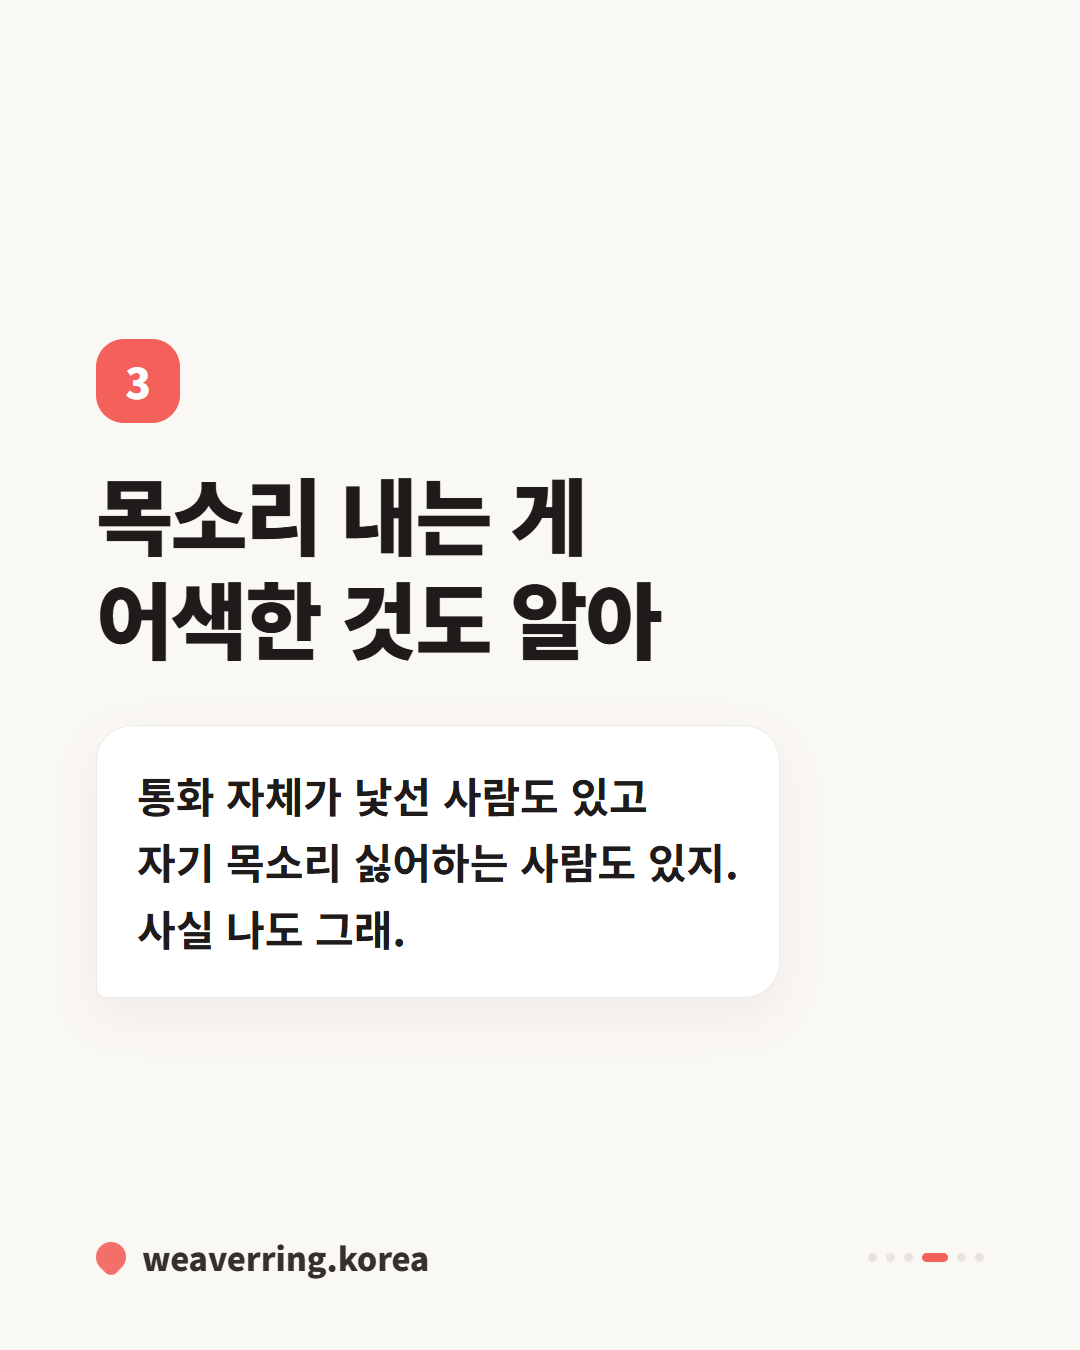 3
목소리 내는 게
어색한 것도 알아
통화 자체가 낯선 사람도 있고
자기 목소리 싫어하는 사람도 있지.
사실 나도 그래.
weaverring.korea